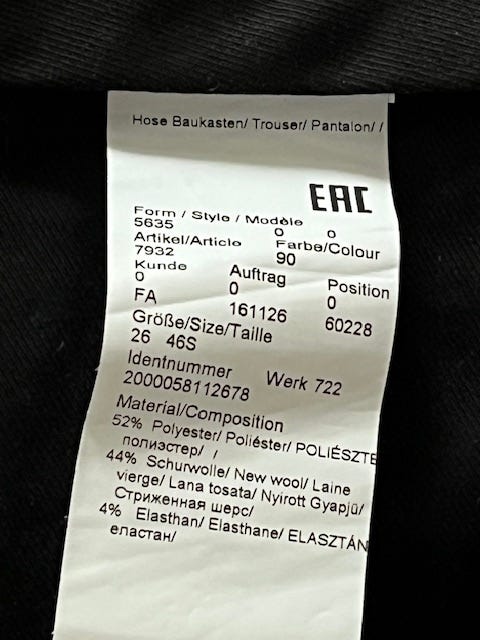 Hose Baukasten/ Trouser/ Pantalon/ /
EAC
Form / Style / Modèle
5635 0 0
Artikel/Article Farbe/Colour
7932 90
Kunde Auftrag Position
0 0 0
FA 161126 60228
Größe/Size/Taille
26 46S
Identnummer Werk 722
2000058112678
Material/Composition
52% Polyester/ Poliéster/ POLIÉSZTE
полиэстер/ /
44% Schurwolle/ New wool/ Laine
vierge/ Lana tosata/ Nyirott Gyapjú/
Стриженная шерс/
4% Elasthan/ Elasthane/ ELASZTÁN
еластан/